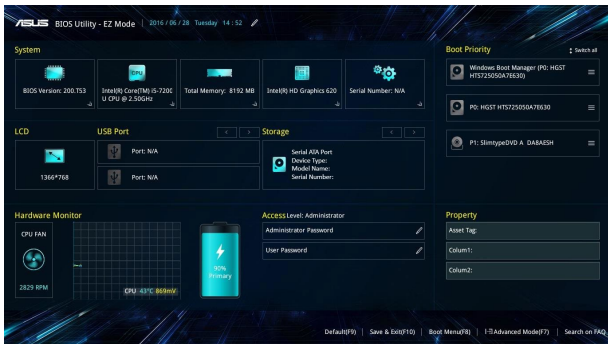 ASUS BIOS Utility - EZ Mode 2016/06/28 Tuesday 14:52
System
BIOS Version: 200.T53
CPU
Intel(R) Core(TM) i5-7200
U CPU @ 2.50GHz
Total Memory: 8192 MB
Intel(R) HD Graphics 620
Serial Number: N/A
Boot Priority
Switch all
Windows Boot Manager (P0: HGST
HTS725050A7E630)
P0: HGST HTS725050A7E630
P1: SlimtypeDVD A DA8AESH
LCD
1366*768
USB Port
Port: N/A
Port: N/A
Storage
Serial ATA Port
Device Type:
Model Name:
Serial Number:
Hardware Monitor
CPU FAN
2829 RPM
CPU 43°C 869mV
90%
Primary
Access Level: Administrator
Administrator Password
User Password
Property
Asset Tag:
Colum1:
Colum2:
Default(F9) | Save & Exit(F10) | Boot Menu(F8) | Advanced Mode(F7) | Search on FAQ